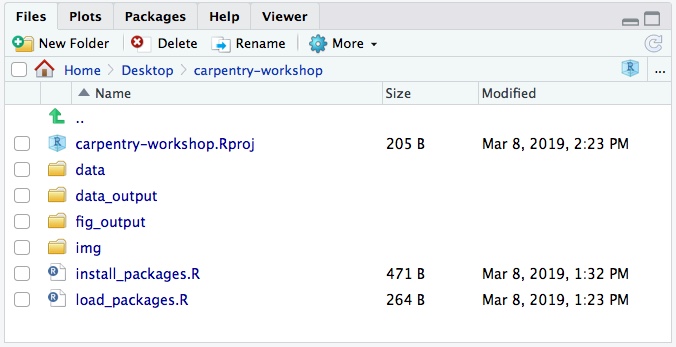 Files Plots Packages Help Viewer
New Folder Delete Rename More
Home Desktop carpentry-workshop R ...
Name Size Modified
..
R carpentry-workshop.Rproj 205 B Mar 8, 2019, 2:23 PM
data
data_output
fig_output
img
R install_packages.R 471 B Mar 8, 2019, 1:32 PM
R load_packages.R 264 B Mar 8, 2019, 1:23 PM